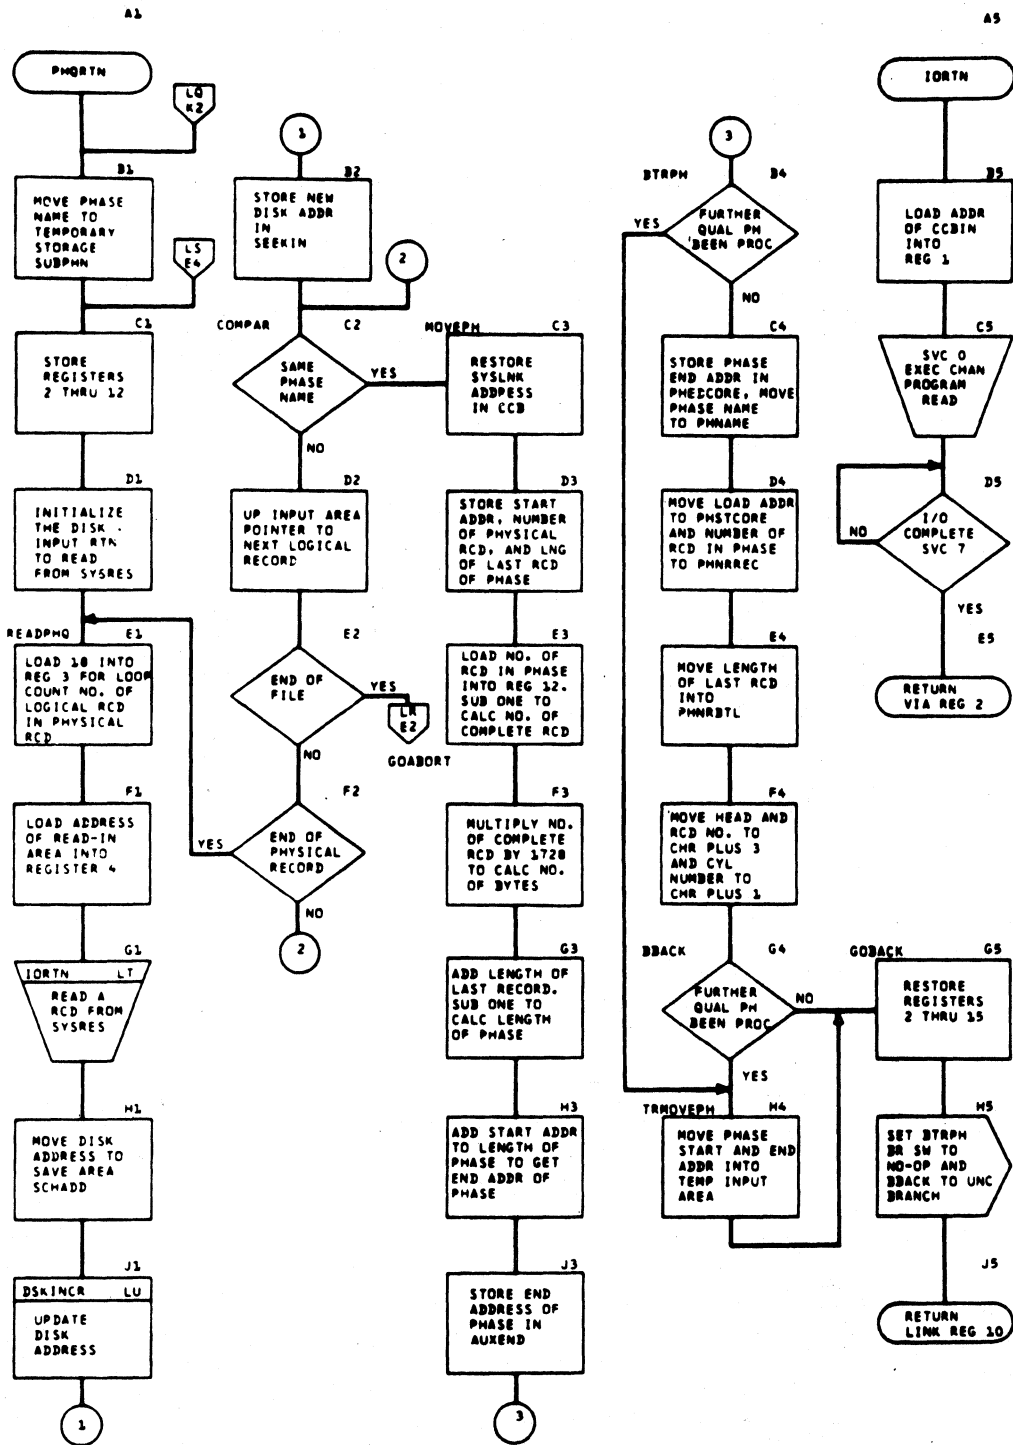 A1
PHQRTN
LQ
K2
B1
MOVE PHASE
NAME TO
TEMPORARY
STORAGE
SUBPHN
LS
E4
C1
STORE
REGISTERS
2 THRU 12
D1
INITIALIZE
THE DISK
INPUT RTN
TO READ
FROM SYSRES
READPHQ
E1
LOAD 18 INTO
REG 3 FOR LOOP
COUNT NO. OF
LOGICAL RCD
IN PHYSICAL
RCD
F1
LOAD ADDRESS
OF READ-IN
AREA INTO
REGISTER 4
G1
IORTN LT
READ A
RCD FROM
SYSRES
H1
MOVE DISK
ADDRESS TO
SAVE AREA
SCHADD
J1
DSKINCR LU
UPDATE
DISK
ADDRESS
1
1
B2
STORE NEW
DISK ADDR
IN
SEEKIN
2
COMPAR
C2
SAME
PHASE
NAME
YES
NO
D2
UP INPUT AREA
POINTER TO
NEXT LOGICAL
RECORD
E2
END OF
FILE
YES
LR
E2
GOABORT
NO
F2
END OF
PHYSICAL
RECORD
YES
NO
2
MOVEPH
C3
RESTORE
SYSLNK
ADDRESS
IN CCB
D3
STORE START
ADDR, NUMBER
OF PHYSICAL
RCD, AND LNG
OF LAST RCD
OF PHASE
E3
LOAD NO. OF
RCD IN PHASE
INTO REG 12.
SUB ONE TO
CALC NO. OF
COMPLETE RCD
F3
MULTIPLY NO.
OF COMPLETE
RCD BY 1728
TO CALC NO.
OF BYTES
G3
ADD LENGTH OF
LAST RECORD.
SUB ONE TO
CALC LENGTH
OF PHASE
H3
ADD START ADDR
TO LENGTH OF
PHASE TO GET
END ADDR OF
PHASE
J3
STORE END
ADDRESS OF
PHASE IN
AUXEND
3
3
BTRPH
B4
FURTHER
QUAL PH
BEEN PROC
YES
NO
C4
STORE PHASE
END ADDR IN
PHEDCORE, MOVE
PHASE NAME
TO PHNAME
D4
MOVE LOAD ADDR
TO PHSTCORE
AND NUMBER OF
RCD IN PHASE
TO PHNRREC
E4
MOVE LENGTH
OF LAST RCD
INTO
PHNRBTL
F4
MOVE HEAD AND
RCD NO. TO
CHR PLUS 3
AND CYL
NUMBER TO
CHR PLUS 1
BBACK
G4
FURTHER
QUAL PH
BEEN PROC
NO
YES
TRMOVEPH
H4
MOVE PHASE
START AND END
ADDR INTO
TEMP INPUT
AREA
A5
IORTN
B5
LOAD ADDR
OF CCBIN
INTO
REG 1
C5
SVC 0
EXEC CHAN
PROGRAM
READ
D5
I/O
COMPLETE
SVC 7
NO
YES
E5
RETURN
VIA REG 2
GOBACK
G5
RESTORE
REGISTERS
2 THRU 15
H5
SET BTRPH
BR SW TO
NO-OP AND
BBACK TO UNC
BRANCH
J5
RETURN
LINK REG 10